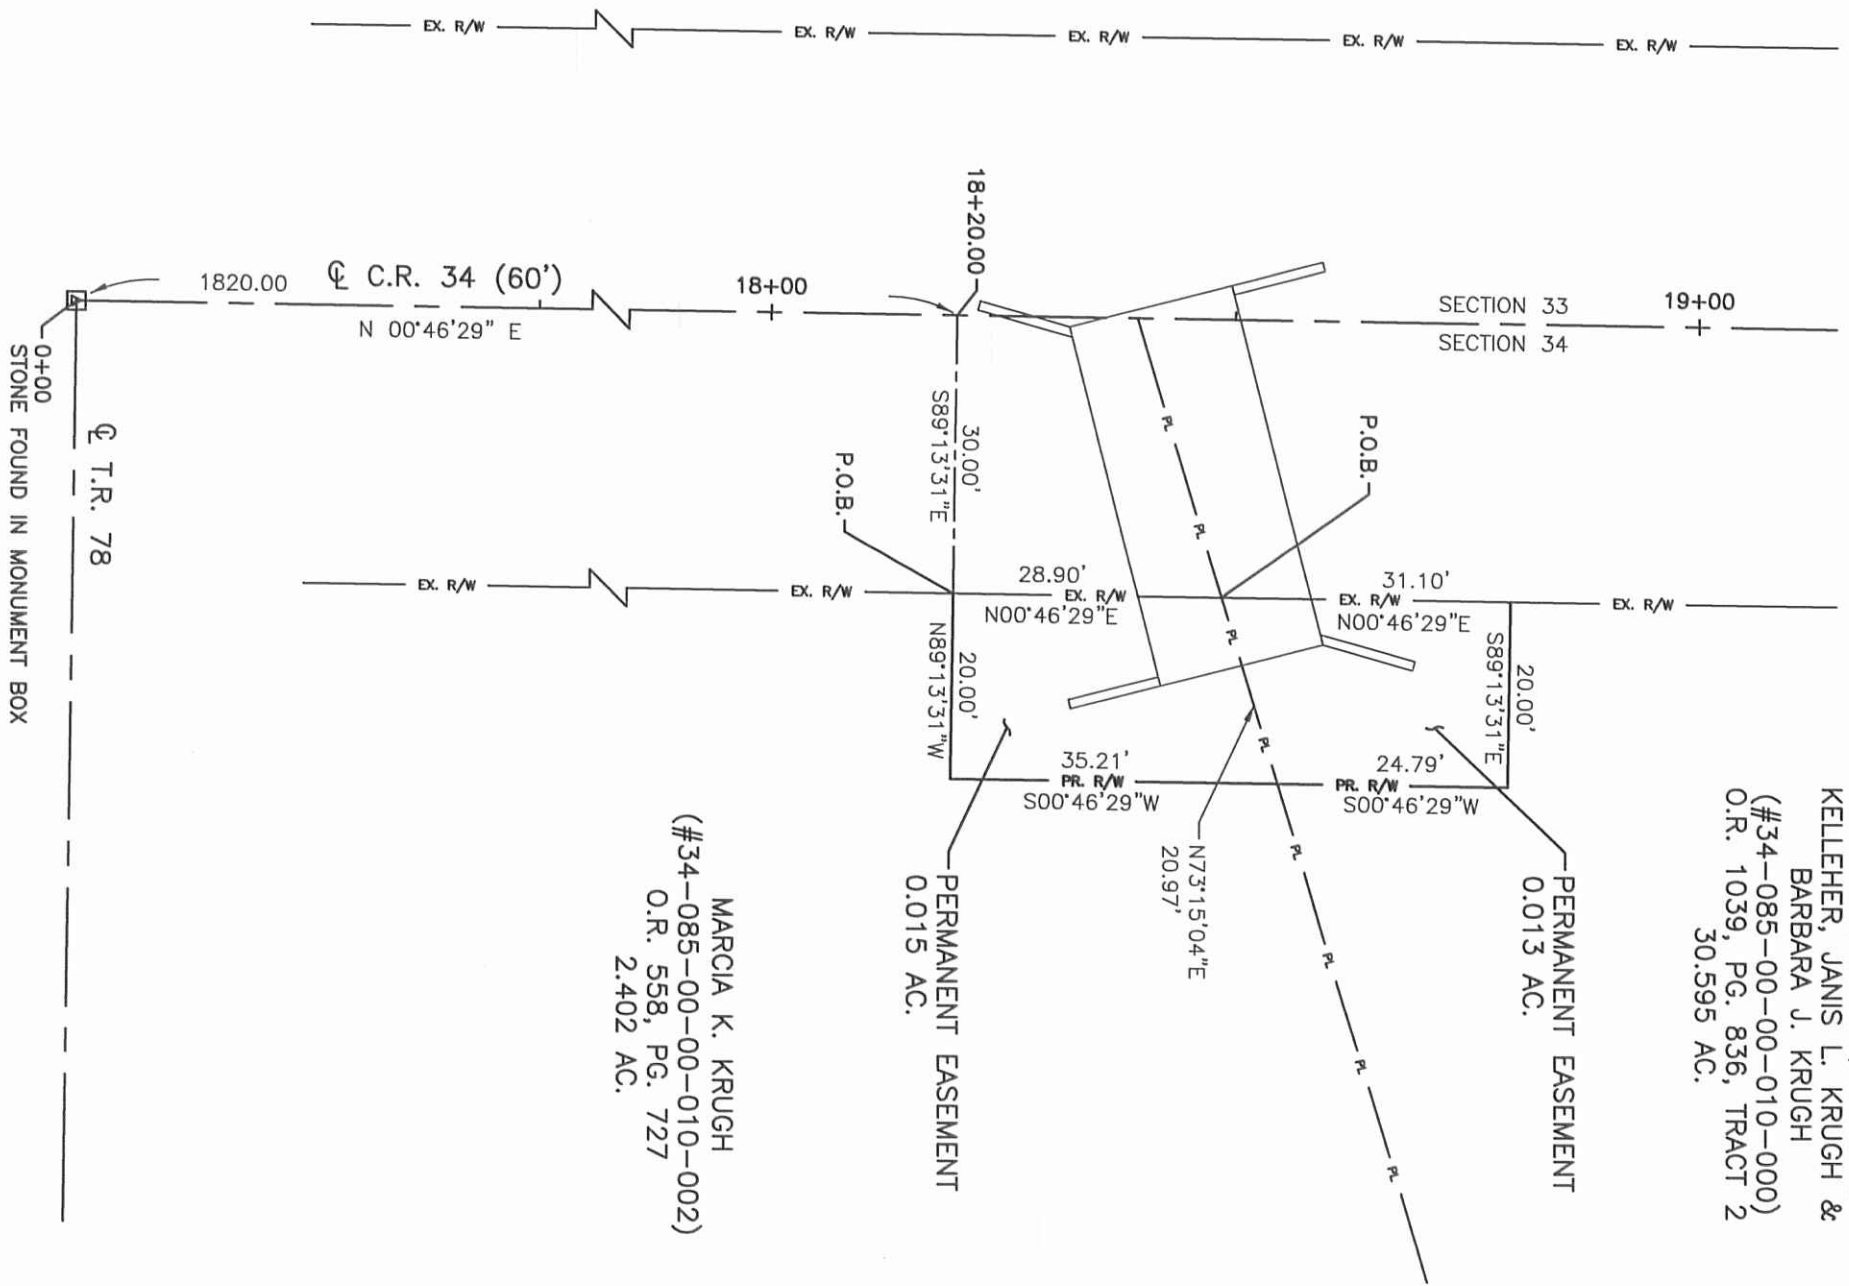 EX. R/W
EX. R/W
EX. R/W
EX. R/W
EX. R/W
18+20.00
1820.00
℄ C.R. 34 (60')
N 00°46'29" E
18+00
SECTION 33
SECTION 34
19+00
0+00
STONE FOUND IN MONUMENT BOX
℄ T.R. 78
30.00'
S89°13'31"E
P.O.B.
P.O.B.
PL
PL
EX. R/W
EX. R/W
28.90'
EX. R/W
N00°46'29"E
31.10'
EX. R/W
N00°46'29"E
EX. R/W
PL
20.00'
N89°13'31"W
20.00'
S89°13'31"E
PL
35.21'
PR. R/W
S00°46'29"W
24.79'
PR. R/W
S00°46'29"W
N73°15'04"E
20.97'
PL
PL
PL
PL
PERMANENT EASEMENT
0.015 AC.
PERMANENT EASEMENT
0.013 AC.
MARCIA K. KRUGH
(#34-085-00-00-010-002)
O.R. 558, PG. 727
2.402 AC.
KELLEHER, JANIS L. KRUGH &
BARBARA J. KRUGH
(#34-085-00-00-010-000)
O.R. 1039, PG. 836, TRACT 2
30.595 AC.